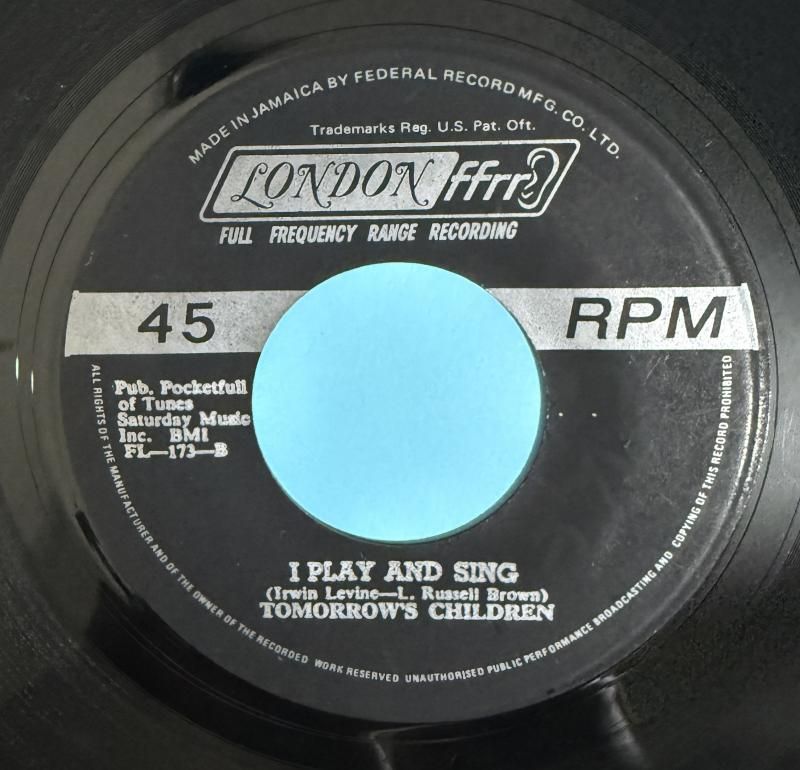 MADE IN JAMAICA BY FEDERAL RECORD MFG. CO. LTD.
Trademarks Reg. U.S. Pat. Oft.
LONDON ffrr
FULL FREQUENCY RANGE RECORDING
45 RPM
Pub. Pocketfull
of Tunes
Saturday Music
Inc. BMI
FL—173—B
I PLAY AND SING
(Irwin Levine—L. Russell Brown)
TOMORROW'S CHILDREN
ALL RIGHTS OF THE MANUFACTURER AND OF THE OWNER OF THE RECORDED WORK RESERVED UNAUTHORISED PUBLIC PERFORMANCE BROADCASTING AND COPYING OF THIS RECORD PROHIBITED